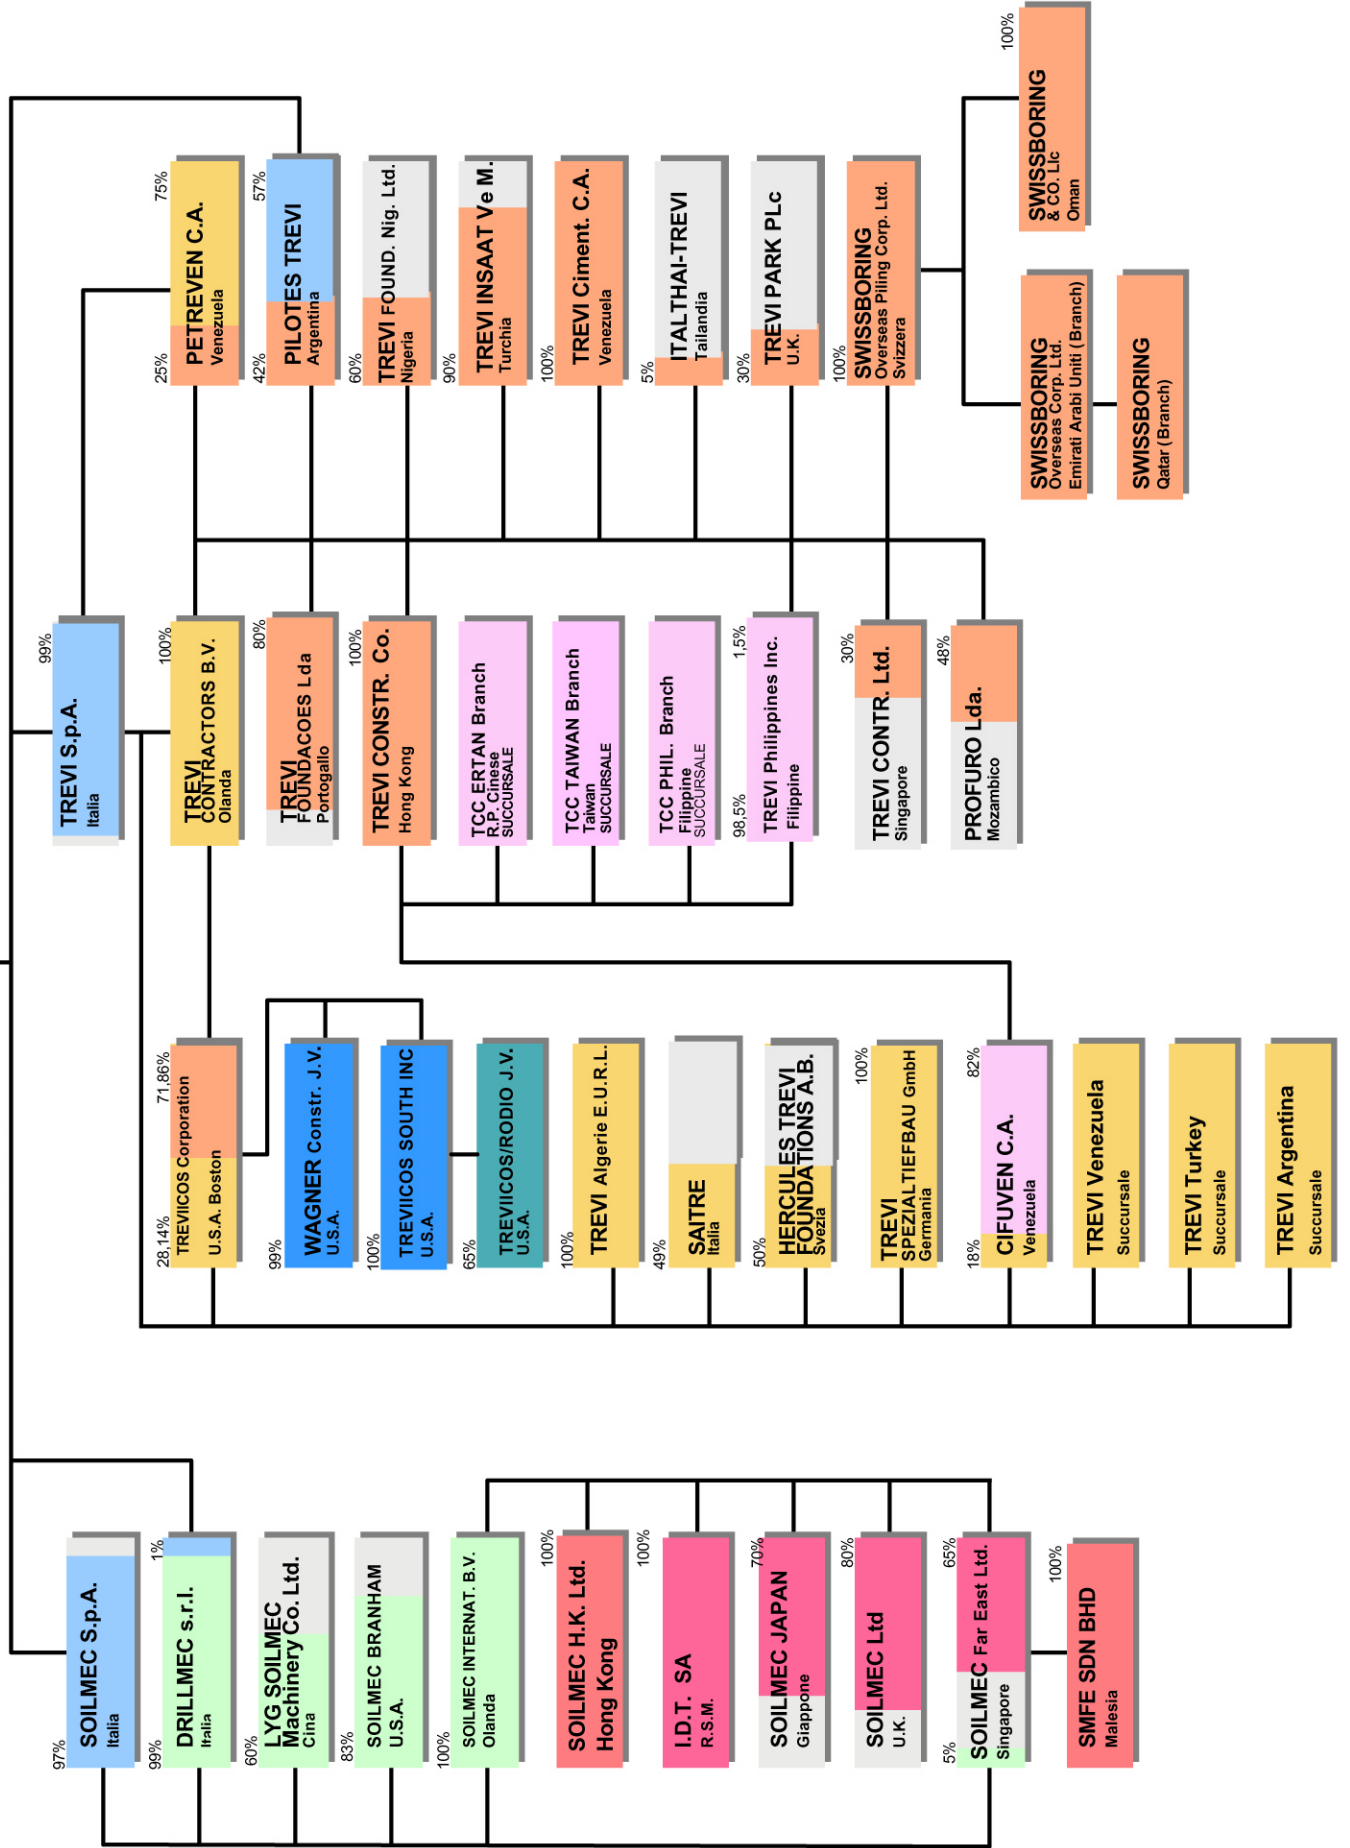 97%
SOILMEC S.p.A.
Italia
99%
1%
DRILLMEC s.r.l.
Italia
60%
LYG SOILMEC
Machinery Co. Ltd.
Cina
83%
SOILMEC BRANHAM
U.S.A.
100%
SOILMEC INTERNAT. B.V.
Olanda
100%
SOILMEC H.K. Ltd.
Hong Kong
100%
I.D.T. SA
R.S.M.
70%
SOILMEC JAPAN
Giappone
80%
SOILMEC Ltd
U.K.
5%
65%
SOILMEC Far East Ltd.
Singapore
100%
SMFE SDN BHD
Malesia
28,14%
71,86%
TREVIICOS Corporation
U.S.A. Boston
99%
WAGNER Constr. J.V.
U.S.A.
100%
TREVIICOS SOUTH INC
U.S.A.
65%
TREVIICOS/RODIO J.V.
U.S.A.
100%
TREVI Algerie E.U.R.L.
49%
SAITRE
Italia
50%
HERCULES TREVI
FOUNDATIONS A.B.
Svezia
100%
TREVI
SPEZIALTIEFBAU GmbH
Germania
18%
82%
CIFUVEN C.A.
Venezuela
TREVI Venezuela
Succursale
TREVI Turkey
Succursale
TREVI Argentina
Succursale
99%
TREVI S.p.A.
Italia
100%
TREVI
CONTRACTORS B.V.
Olanda
80%
TREVI
FOUNDACOES Lda
Portogallo
100%
TREVI CONSTR. Co.
Hong Kong
TCC ERTAN Branch
R.P. Cinese
SUCCURSALE
TCC TAIWAN Branch
Taiwan
SUCCURSALE
TCC PHIL. Branch
Filippine
SUCCURSALE
98,5%
1,5%
TREVI Philippines Inc.
Filippine
30%
TREVI CONTR. Ltd.
Singapore
48%
PROFURO Lda.
Mozambico
25%
75%
PETREVEN C.A.
Venezuela
42%
57%
PILOTES TREVI
Argentina
60%
TREVI FOUND. Nig. Ltd.
Nigeria
90%
TREVI INSAAT Ve M.
Turchia
100%
TREVI Ciment. C.A.
Venezuela
5%
ITALTHAI-TREVI
Tailandia
30%
TREVI PARK PLc
U.K.
100%
SWISSBORING
Overseas Piling Corp. Ltd.
Svizzera
SWISSBORING
Overseas Corp. Ltd.
Emirati Arabi Uniti (Branch)
SWISSBORING
Qatar (Branch)
100%
SWISSBORING
& CO. Llc
Oman